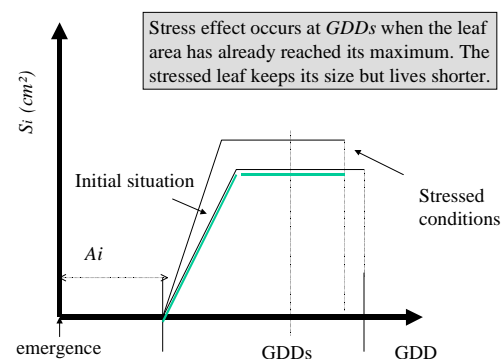 Stress effect occurs at GDDs when the leaf
area has already reached its maximum. The
stressed leaf keeps its size but lives shorter.
Si (cm²)
Initial situation
Stressed
conditions
Ai
emergence
GDDs
GDD